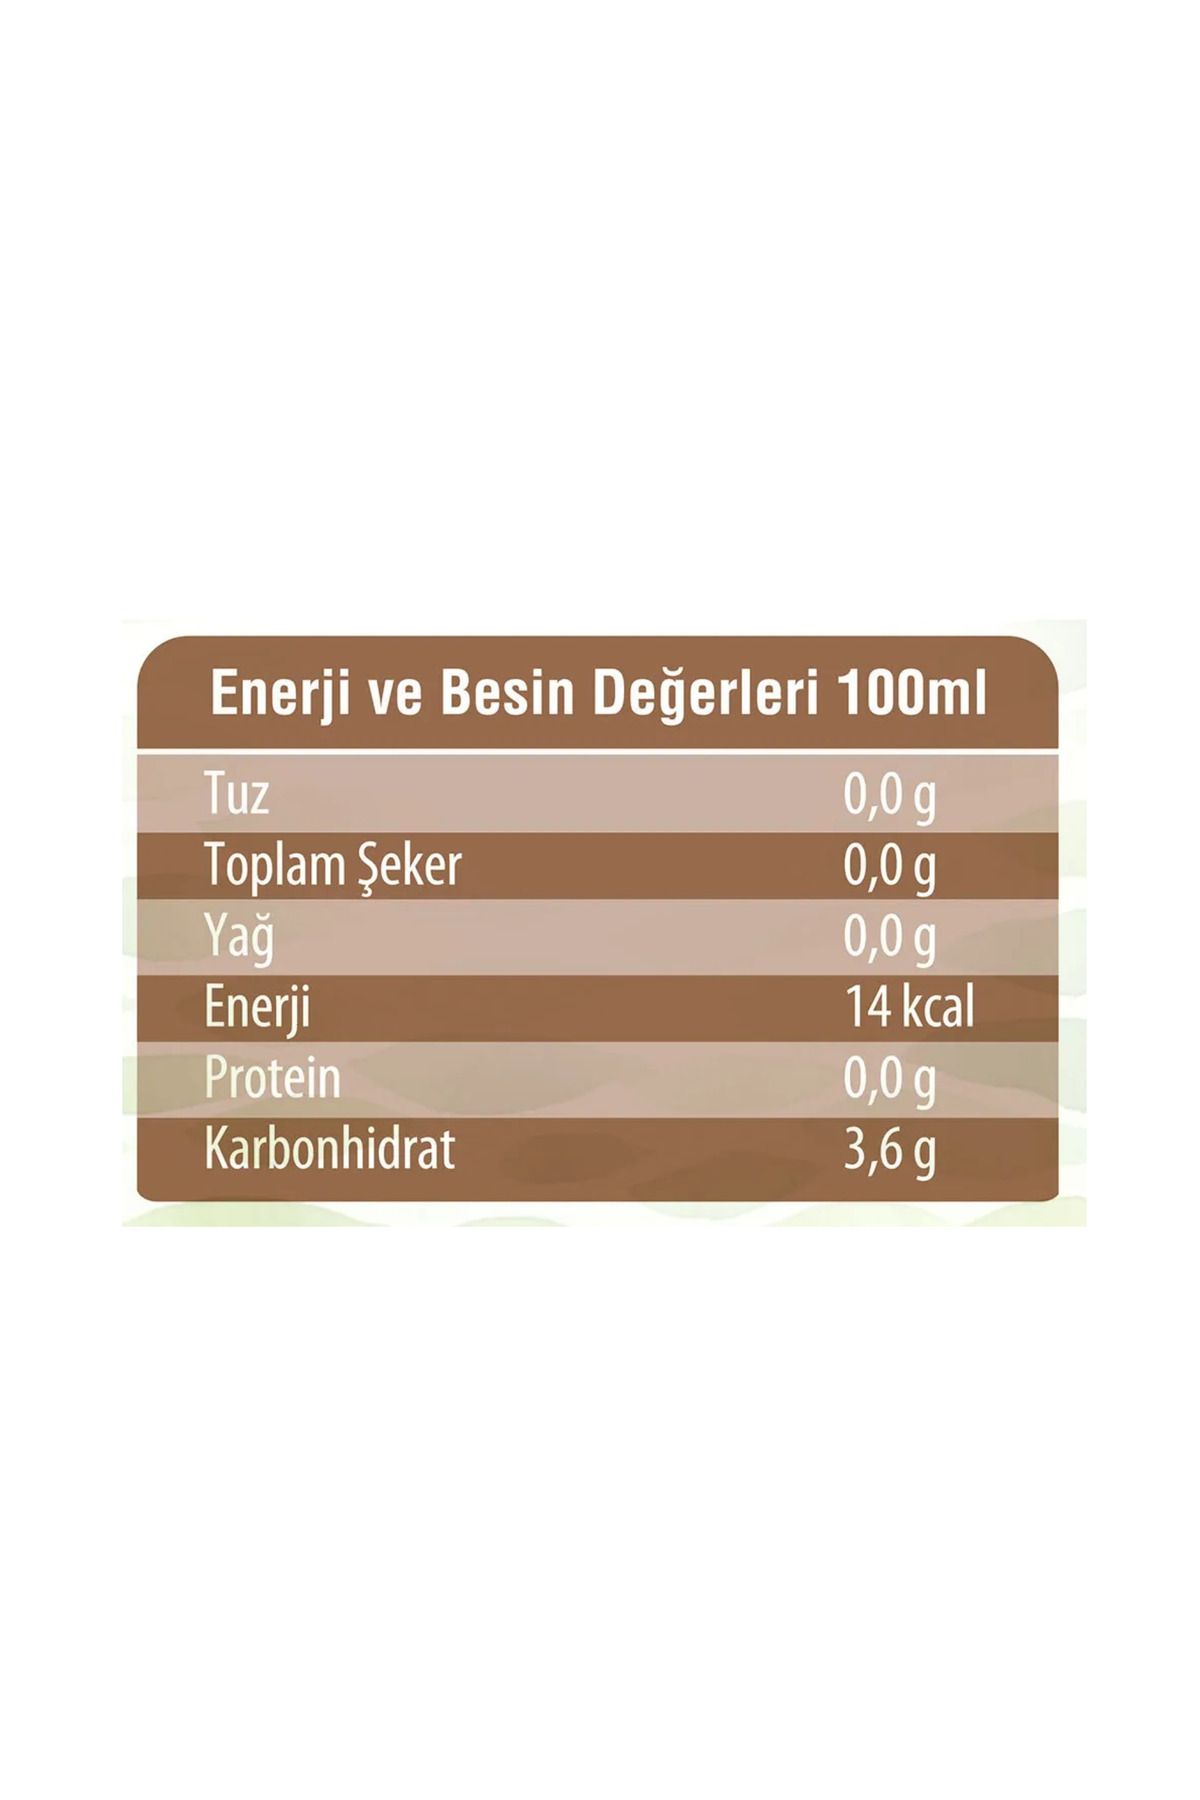 Enerji ve Besin Değerleri 100ml
Tuz 0,0 g
Toplam Şeker 0,0 g
Yağ 0,0 g
Enerji 14 kcal
Protein 0,0 g
Karbonhidrat 3,6 g